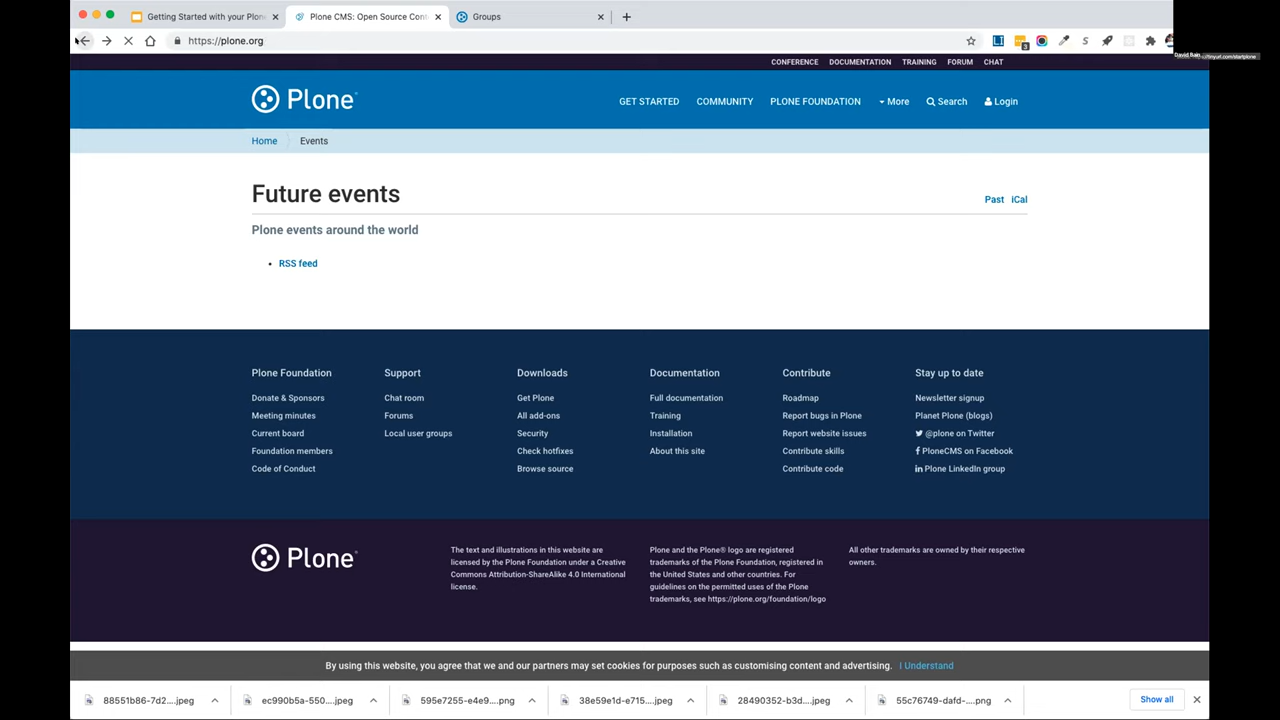 Getting Started with your Plon
Plone CMS: Open Source Con
Groups
https://plone.org
3
David Bain
CONFERENCE DOCUMENTATION TRAINING FORUM CHAT
Plone
GET STARTED COMMUNITY PLONE FOUNDATION More Search Login
Home Events
Future events
Past iCal
Plone events around the world
RSS feed
Plone Foundation
Donate & Sponsors
Meeting minutes
Current board
Foundation members
Code of Conduct
Support
Chat room
Forums
Local user groups
Downloads
Get Plone
All add-ons
Security
Check hotfixes
Browse source
Documentation
Full documentation
Training
Installation
About this site
Contribute
Roadmap
Report bugs in Plone
Report website issues
Contribute skills
Contribute code
Stay up to date
Newsletter signup
Planet Plone (blogs)
@plone on Twitter
PloneCMS on Facebook
Plone LinkedIn group
Plone
The text and illustrations in this website are
licensed by the Plone Foundation under a Creative
Commons Attribution-ShareAlike 4.0 International
license.
Plone and the Plone® logo are registered
trademarks of the Plone Foundation, registered in
the United States and other countries. For
guidelines on the permitted uses of the Plone
trademarks, see https://plone.org/foundation/logo
All other trademarks are owned by their respective
owners.
By using this website, you agree that we and our partners may set cookies for purposes such as customising content and advertising. I Understand
88551b86-7d2....jpeg
ec990b5a-550....jpeg
595e7255-e4e9....png
38e59e1d-e715....jpeg
28490352-b3d....jpeg
55c76749-dafd-....png
Show all